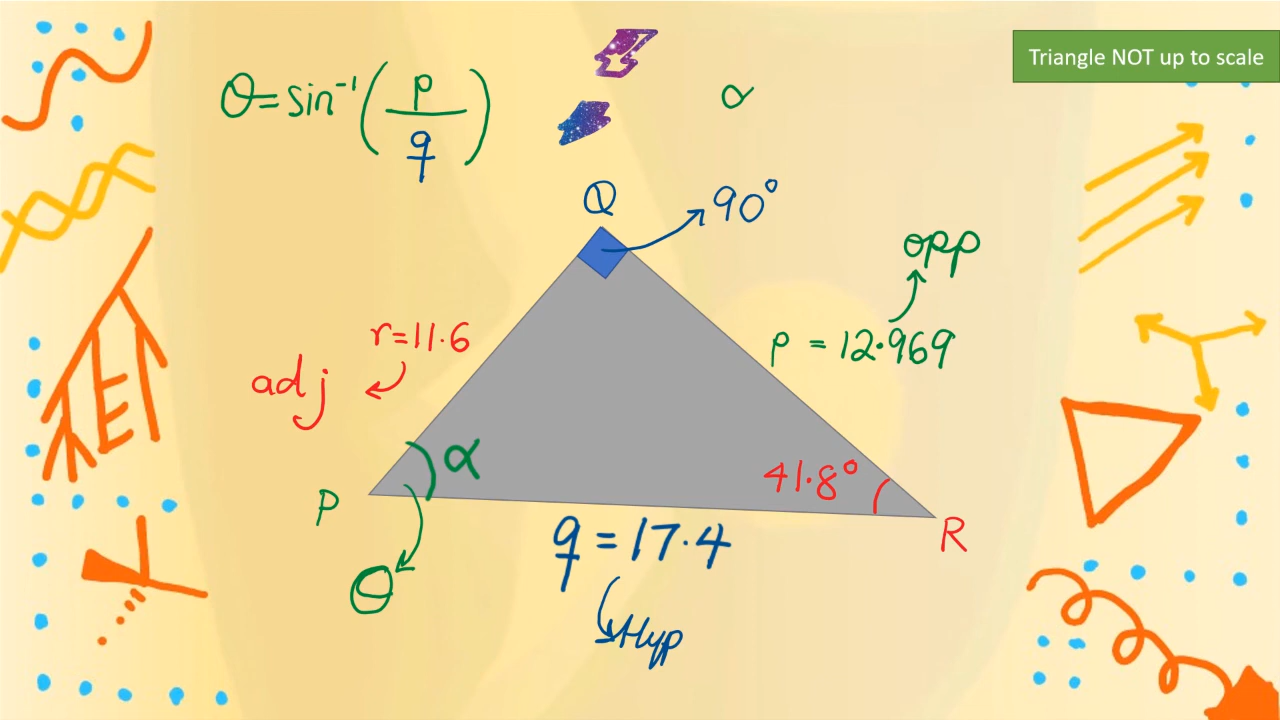 Triangle NOT up to scale
θ=sin⁻¹(p/q)
α
Q
90°
opp
r=11.6
p = 12.969
adj
α
41.8°
P
R
q = 17.4
θ
Hyp